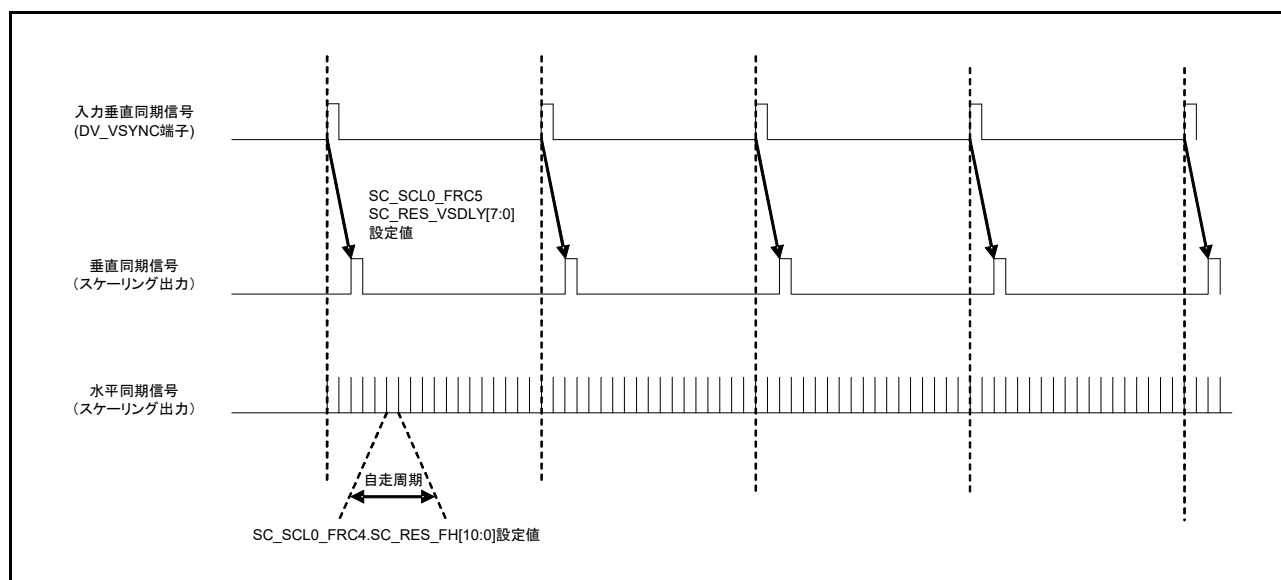 入力垂直同期信号
(DV_VSYNC端子)
SC_SCL0_FRC5
SC_RES_VSDLY[7:0]
設定値
垂直同期信号
（スケーリング出力）
水平同期信号
（スケーリング出力）
自走周期
SC_SCL0_FRC4.SC_RES_FH[10:0]設定値